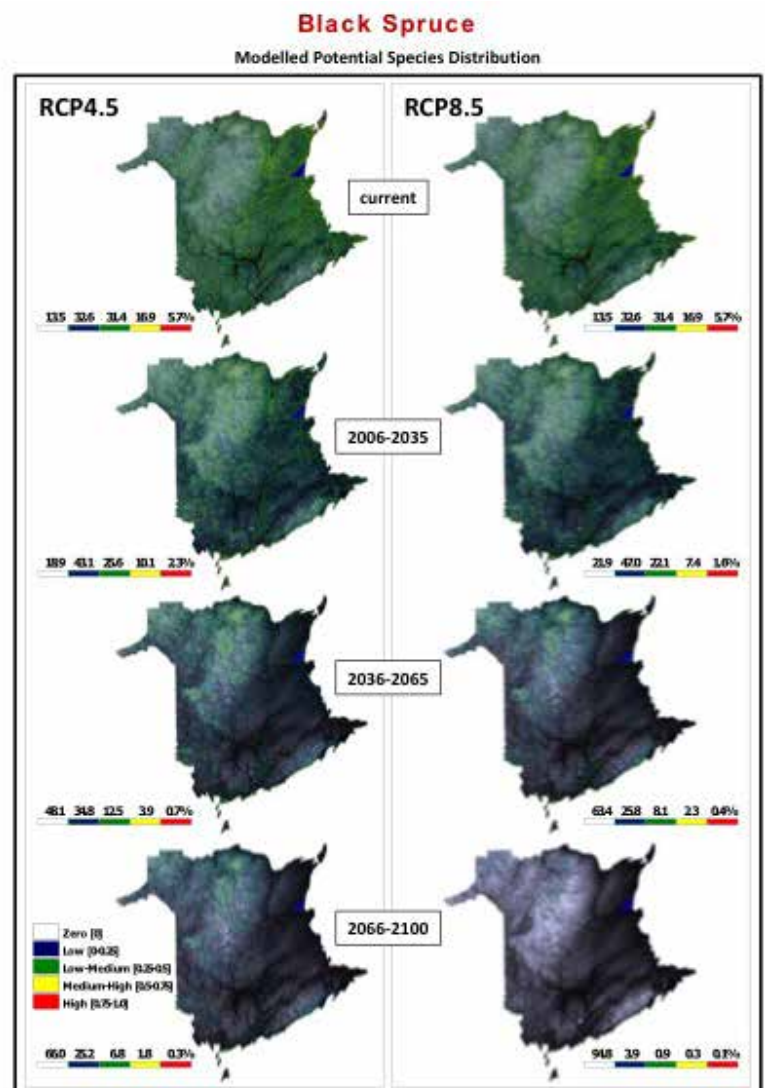 Black Spruce
Modelled Potential Species Distribution
RCP4.5
RCP8.5
current
13.5 32.6 31.4 16.9 5.7%
13.5 32.6 31.4 16.9 5.7%
2006-2035
18.9 43.1 25.6 10.1 2.3%
21.9 47.0 22.1 7.4 1.6%
2036-2065
48.1 34.8 12.5 3.9 0.7%
63.4 25.8 8.1 2.3 0.4%
2066-2100
Zero [0]
Low [0-0.25]
Low-Medium [0.25-0.5]
Medium-High [0.5-0.75]
High [0.75-1.0]
66.0 25.2 6.8 1.8 0.3%
94.8 3.9 0.9 0.3 0.1%